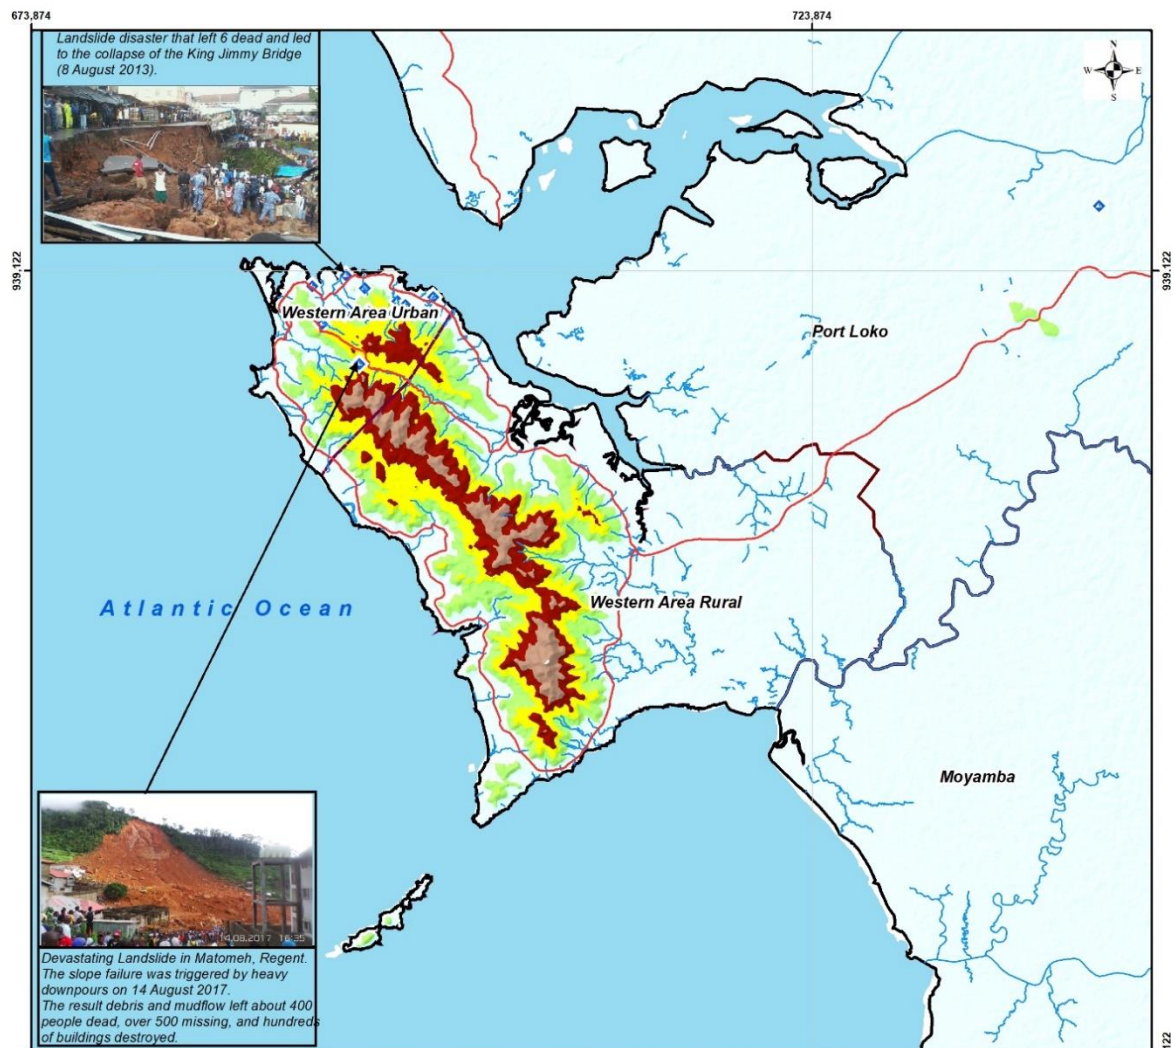 673,874
723,874
Landslide disaster that left 6 dead and led
to the collapse of the King Jimmy Bridge
(8 August 2013).
N
W
E
S
939,122
939,122
Western Area Urban
Port Loko
Atlantic Ocean
Western Area Rural
Moyamba
14.08.2017 16:35
Devastating Landslide in Matomeh, Regent.
The slope failure was triggered by heavy
downpours on 14 August 2017.
The result debris and mudflow left about 400
people dead, over 500 missing, and hundreds
of buildings destroyed.